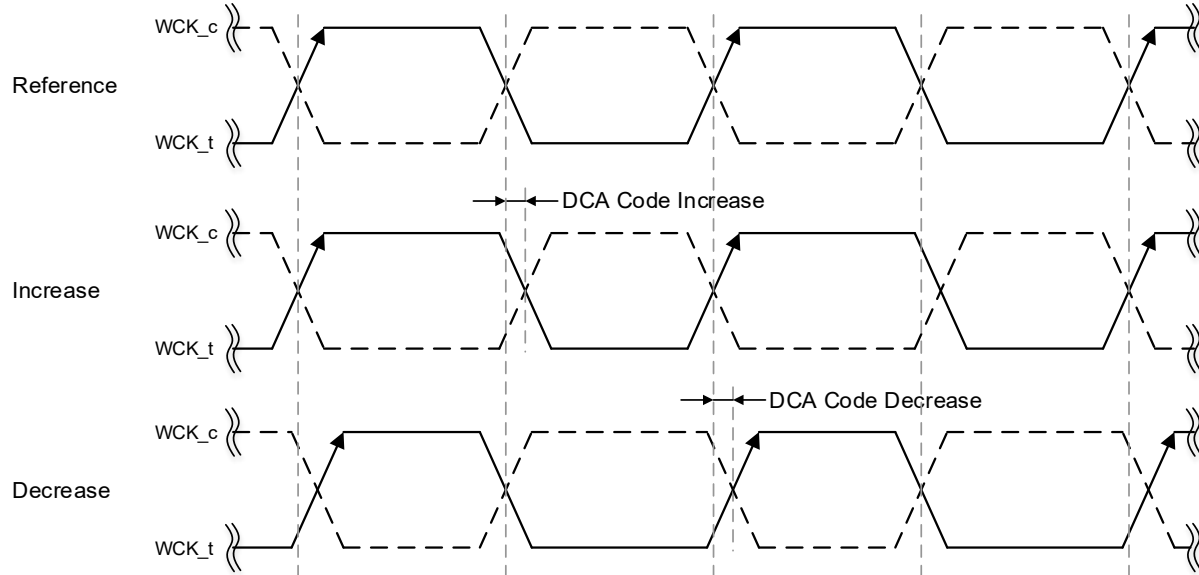 WCK_c
Reference
WCK_t
DCA Code Increase
WCK_c
Increase
WCK_t
DCA Code Decrease
WCK_c
Decrease
WCK_t